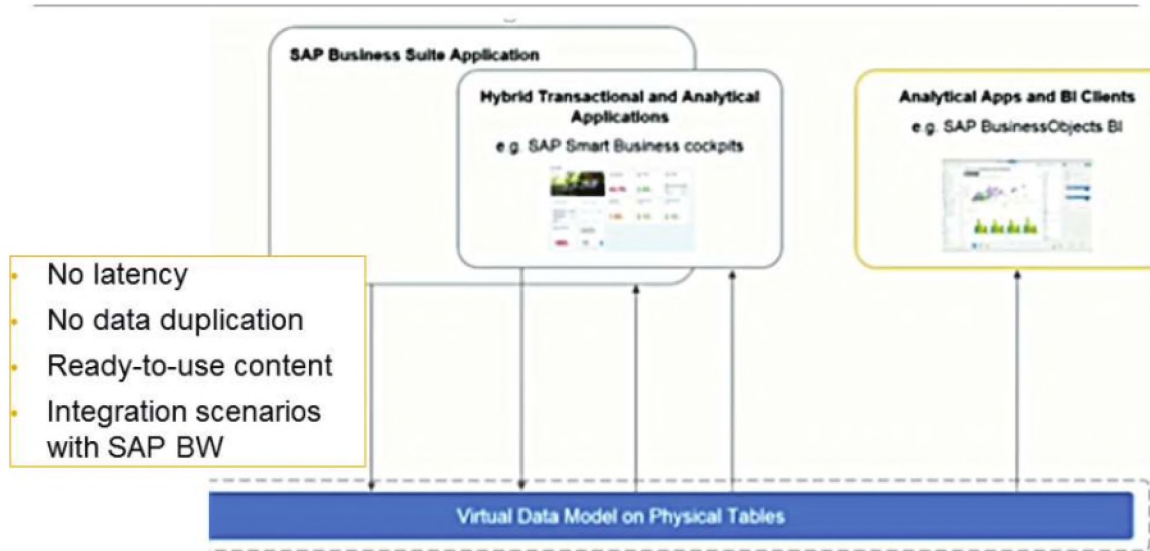 SAP Business Suite Application
Hybrid Transactional and Analytical
Applications
e.g. SAP Smart Business cockpits
Analytical Apps and BI Clients
e.g. SAP BusinessObjects BI
• No latency
• No data duplication
• Ready-to-use content
• Integration scenarios
with SAP BW
Virtual Data Model on Physical Tables